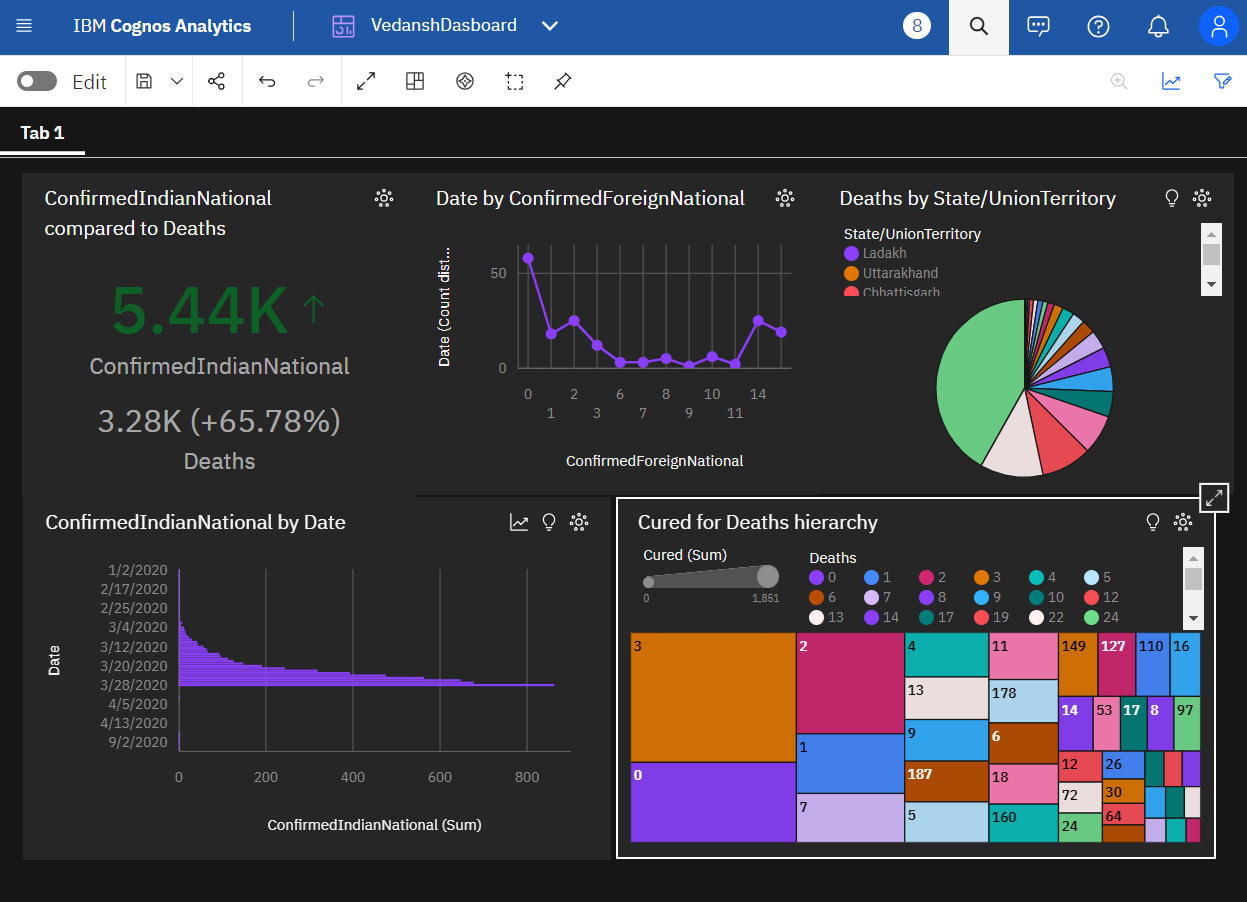 IBM Cognos Analytics
VedanshDasboard
8
Edit
Tab 1
ConfirmedIndianNational
compared to Deaths
5.44K
ConfirmedIndianNational
3.28K (+65.78%)
Deaths
Date by ConfirmedForeignNational
Date (Count dist...
50
0
0 2 6 8 10 14
1 3 7 9 11
ConfirmedForeignNational
Deaths by State/UnionTerritory
State/UnionTerritory
Ladakh
Uttarakhand
Chhattisgarh
ConfirmedIndianNational by Date
Date
1/2/2020
2/17/2020
2/25/2020
3/4/2020
3/12/2020
3/20/2020
3/28/2020
4/5/2020
4/13/2020
9/2/2020
0 200 400 600 800
ConfirmedIndianNational (Sum)
Cured for Deaths hierarchy
Cured (Sum)
0 1,851
Deaths
0 1 2 3 4 5
6 7 8 9 10 12
13 14 17 19 22 24
3 2 4 11 149 127 110 16
13 178
14 53 17 8 97
9 6
1
12 26
0 187 18
30
7 72
5 160 64
24